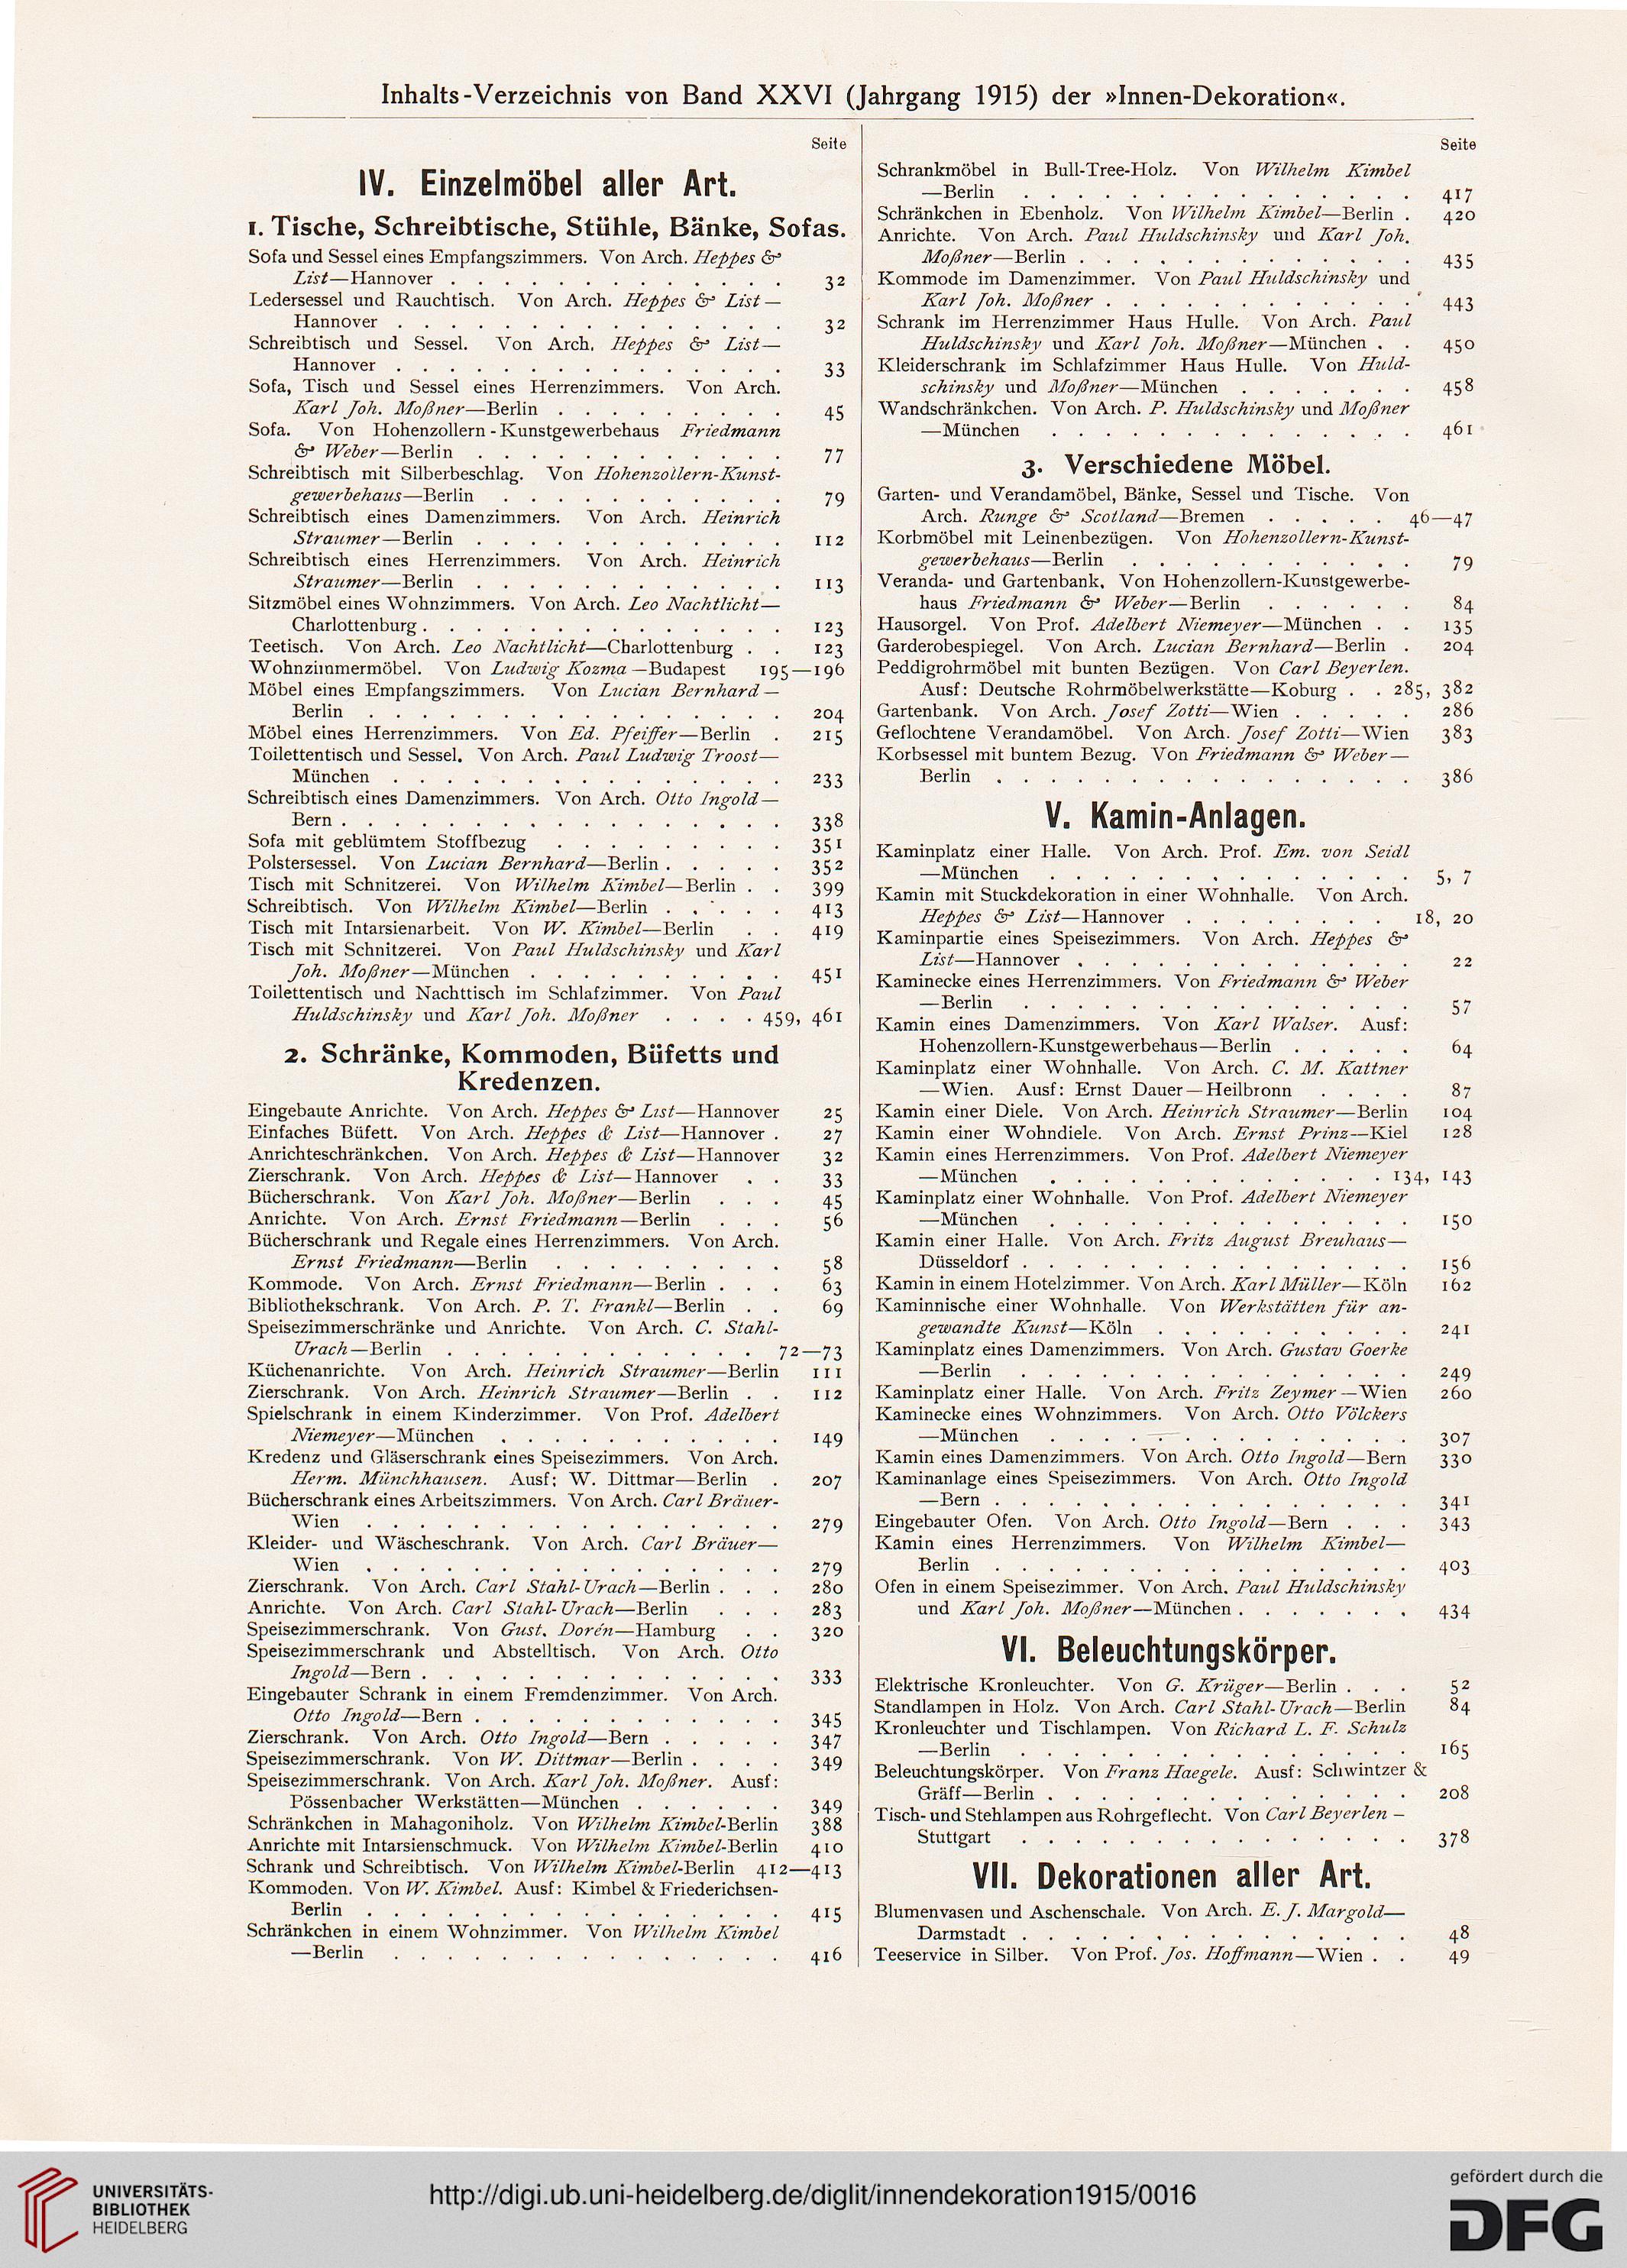 Inhalts-Verzeichnis von Band XXVI (Jahrgang 1915) der »Innen-Dekoration«.
Seite
IV. Einzelmöbel aller Art.
1. Tische, Schreibtische, Stühle, Bänke, Sofas.
Sofa und Sessel eines Empfangszimmers. Von Arch. Heppes &
List—Hannover . . . . . . . . . . . . . 32
Ledersessel und Rauchtisch. Von Arch. Heppes & List—
Hannover . . . . . . . . . . . . . . . 32
Schreibtisch und Sessel. Von Arch. Heppes & List—
Hannover . . . . . . . . . . . . . . . 33
Sofa, Tisch und Sessel eines Herrenzimmers. Von Arch.
Karl Joh. Moßner—Berlin . . . . . . . . . 45
Sofa. Von Hohenzollern-Kunstgewerbehaus Friedmann
& Weber—Berlin . . . . . . . . . . . . 77
Schreibtisch mit Silberbeschlag. Von Hohenzollern-Kunst-
gewerbehaus—Berlin . . . . . . . . . . . 79
Schreibtisch eines Damenzimmers. Von Arch. Heinrich
Straumer—Berlin . . . . . . . . . . . . 112
Schreibtisch eines Herrenzimmers. Von Arch. Heinrich
Straumer—Berlin . . . . . . . . . . . . 113
Sitzmöbel eines Wohnzimmers. Von Arch. Leo Nachtlicht—
Charlottenburg . . . . . . . . . . . . . . 123
Teetisch. Von Arch. Leo Nachtlicht—Charlottenburg . . 123
Wohnzimmermöbel. Von Ludwig Kozma—Budapest 195—196
Möbel eines Empfangszimmers. Von Lucian Bernhard—
Berlin . . . . . . . . . . . . . . . . 204
Möbel eines Herrenzimmers. Von Ed. Pfeiffer—Berlin . 215
Toilettentisch und Sessel. Von Arch. Paul Ludwig Troost—
München . . . . . . . . . . . . . . . 233
Schreibtisch eines Damenzimmers. Von Arch. Otto Ingold—
Bern . . . . . . . . . . . . . . . . . 338
Sofa mit geblümtem Stoffbezug . . . . . . . . . 351
Polstersessel. Von Lucian Bernhard—Berlin . . . . . 352
Tisch mit Schnitzerei. Von Wilhelm Kimbel—Berlin . . 399
Schreibtisch. Von Wilhelm Kimbel—Berlin . . . . . 413
Tisch mit Intarsienarbeit. Von W. Kimbel—Berlin . . 419
Tisch mit Schnitzerei. Von Paul Huldschinsky und Karl
Joh. Moßner—München . . . . . . . . . . 451
Toilettentisch und Nachttisch im Schlafzimmer. Von Paul
Huldschinsky und Karl Joh. Moßner . . . . 459, 461
2. Schränke, Kommoden, Büfetts und
Kredenzen.
Eingebaute Anrichte. Von Arch. Heppes & List—Hannover 25
Einfaches Büfett. Von Arch. Heppes & List—Hannover . 27
Anrichteschränkchen. Von Arch. Heppes & List—Hannover 32
Zierschrank. Von Arch. Heppes & List—Hannover . . 33
Bücherschrank. Von Karl Joh. Moßner—Berlin . . . 45
Anrichte. Von Arch. Ernst Friedmann—Berlin . . . 56
Bücherschrank und Regale eines Herrenzimmers. Von Arch.
Ernst Friedmann—Berlin . . . . . . . . . 58
Kommode. Von Arch. Ernst Friedmann—Berlin . . . 63
Bibliothekschrank. Von Arch. P. T. Frankl—Berlin . . 69
Speisezimmerschränke und Anrichte. Von Arch. C. Stahl-
Urach—Berlin . . . . . . . . . . . . 72—73
Küchenanrichte. Von Arch. Heinrich Straumer—Berlin 111
Zierschrank. Von Arch. Heinrich Straumer—Berlin . . 112
Spielschrank in einem Kinderzimmer. Von Prof. Adelbert
Niemeyer—München . . . . . . . . . . . 149
Kredenz und Gläserschrank eines Speisezimmers. Von Arch.
Herm. Münchhausen. Ausf: W. Dittmar—Berlin . 207
Bücherschrank eines Arbeitszimmers. Von Arch. Carl Bräuer-
Wien . . . . . . . . . . . . . . . . 279
Kleider- und Wäscheschrank. Von Arch. Carl Bräuer—
Wien . . . . . . . . . . . . . . . . 279
Zierschrank. Von Arch. Carl Stahl-Urach—Berlin . . . 280
Anrichte. Von Arch. Carl Stahl-Urach—Berlin . . . 283
Speisezimmerschrank. Von Gust. Dorén—Hamburg . . 320
Speisezimmerschrank und Abstelltisch. Von Arch. Otto
Ingold—Bern . . . . . . . . . . . . . . 333
Eingebauter Schrank in einem Fremdenzimmer. Von Arch.
Otto Ingold—Bern . . . . . . . . . . . . 345
Zierschrank. Von Arch. Otto Ingold—Bern . . . . . 347
Speisezimmerschrank. Von W. Dittmar—Berlin . . . . 349
Speisezimmerschrank. Von Arch. Karl Joh. Moßner. Ausf:
Pössenbacher Werkstätten—München . . . . . . 349
Schränkchen in Mahagoniholz. Von Wilhelm Kimbel-Berlin 388
Anrichte mit Intarsienschmuck. Von Wilhelm Kimbel-Berlin 410
Schrank und Schreibtisch. Von Wilhelm Kimbel-Berlin 412—413
Kommoden. Von W. Kimbel. Ausf: Kimbel & Friederichsen-
Berlin . . . . . . . . . . . . . . . . 415
Schränkchen in einem Wohnzimmer. Von Wilhelm Kimbel
—Berlin . . . . . . . . . . . . . . . 416
Seite
Schrankmöbel in Bull-Tree-Holz. Von Wilhelm Kimbel
—Berlin . . . . . . . . . . . . . . . 417
Schränkchen in Ebenholz. Von Wilhelm Kimbel—Berlin . 420
Anrichte. Von Arch. Paul Huldschinsky und Karl Joh.
Moßner—Berlin . . . . . . . . . . . . . 435
Kommode im Damenzimmer. Von Paul Huldschinsky und
Karl Joh. Moßner . . . . . . . . . . . . 443
Schrank im Herrenzimmer Haus Hulle. Von Arch. Paul
Huldschinsky und Karl Joh. Moßner—München . . 450
Kleiderschrank im Schlafzimmer Haus Hulle. Von Huld-
schinsky und Moßner—München . . . . . . . 458
Wandschränkchen. Von Arch. P. Huldschinsky und Moßner
—München . . . . . . . . . . . . . . 461
3. Verschiedene Möbel.
Garten- und Verandamöbel, Bänke, Sessel und Tische. Von
Arch. Runge & Scotland—Bremen . . . . . 46—47
Korbmöbel mit Leinenbezügen. Von Hohenzollern-Kunst-
gewerbehaus—Berlin . . . . . . . . . . . 79
Veranda- und Gartenbank. Von Hohenzollern-Kunstgewerbe-
haus Friedmann & Weber—Berlin . . . . . . 84
Hausorgel. Von Prof. Adelbert Niemeyer—München . . 135
Garderobespiegel. Von Arch. Lucian Bernhard—Berlin . 204
Peddigrohrmöbel mit bunten Bezügen. Von Carl Beyerlen.
Ausf: Deutsche Rohrmöbelwerkstätte—Koburg . . 285, 382
Gartenbank. Von Arch. Josef Zotti—Wien . . . . . 286
Geflochtene Verandamöbel. Von Arch. Josef Zotti—Wien 383
Korbsessel mit buntem Bezug. Von Friedmann & Weber—
Berlin . . . . . . . . . . . . . . . . 386
V. Kamin-Anlagen.
Kaminplatz einer Halle. Von Arch. Prof. Em. von Seidl
—München . . . . . . . . . . . . . . 5, 7
Kamin mit Stuckdekoration in einer Wohnhalle. Von Arch.
Heppes & List—Hannover . . . . . . . . 18, 20
Kaminpartie eines Speisezimmers. Von Arch. Heppes &
List—Hannover . . . . . . . . . . . . . 22
Kaminecke eines Herrenzimmers. Von Friedmann & Weber
—Berlin . . . . . . . . . . . . . . . 57
Kamin eines Damenzimmers. Von Karl Walser. Ausf:
Hohenzollern-Kunstgewerbehaus—Berlin . . . . . 64
Kaminplatz einer Wohnhalle. Von Arch. C. M. Kattner
—Wien. Ausf: Ernst Dauer—Heilbronn . . . . 87
Kamin einer Diele. Von Arch. Heinrich Straumer—Berlin 104
Kamin einer Wohndiele. Von Arch. Ernst Prinz—Kiel 128
Kamin eines Herrenzimmers. Von Prof. Adelbert Niemeyer
—München . . . . . . . . . . . . . 134, 143
Kaminplatz einer Wohnhalle. Von Prof. Adelbert Niemeyer
—München . . . . . . . . . . . . . . 150
Kamin einer Halle. Von Arch. Fritz August Breuhaus—
Düsseldorf . . . . . . . . . . . . . . . 156
Kamin in einem Hotelzimmer. Von Arch. Karl Müller—Köln 162
Kaminnische einer Wohnhalle. Von Werkstätten für an-
gewandte Kunst—Köln . . . . . . . . . . 241
Kaminplatz eines Damenzimmers. Von Arch. Gustav Goerke
—Berlin . . . . . . . . . . . . . . . 249
Kaminplatz einer Halle. Von Arch. Fritz Zeymer—Wien 260
Kaminecke eines Wohnzimmers. Von Arch. Otto Völckers
—München . . . . . . . . . . . . . . 307
Kamin eines Damenzimmers. Von Arch. Otto Ingold—Bern 330
Kaminanlage eines Speisezimmers. Von Arch. Otto Ingold
—Bern . . . . . . . . . . . . . . . . 341
Eingebauter Ofen. Von Arch. Otto Ingold—Bern . . . 343
Kamin eines Herrenzimmers. Von Wilhelm Kimbel—
Berlin . . . . . . . . . . . . . . . . 403
Ofen in einem Speisezimmer. Von Arch. Paul Huldschinsky
und Karl Joh. Moßner—München . . . . . . . 434
VI. Beleuchtungskörper.
Elektrische Kronleuchter. Von G. Krüger—Berlin . . . 52
Standlampen in Holz. Von Arch. Carl Stahl-Urach—Berlin 84
Kronleuchter und Tischlampen. Von Richard L. F. Schulz
—Berlin . . . . . . . . . . . . . . . 165
Beleuchtungskörper. Von Franz Haegele. Ausf: Schwintzer &
Gräff—Berlin . . . . . . . . . . . . . . 208
Tisch- und Stehlampen aus Rohrgeflecht. Von Carl Beyerlen –
Stuttgart . . . . . . . . . . . . . . . 378
VII. Dekorationen aller Art.
Blumenvasen und Aschenschale. Von Arch. E. J. Margold—
Darmstadt . . . . . . . . . . . . . . . 48
Teeservice in Silber. Von Prof. Jos. Hoffmann—Wien . . 49
UNIVERSITÄTS-
BIBLIOTHEK
HEIDELBERG
http://digi.ub.uni-heidelberg.de/diglit/innendekoration1915/0016
gefördert durch die
DFG